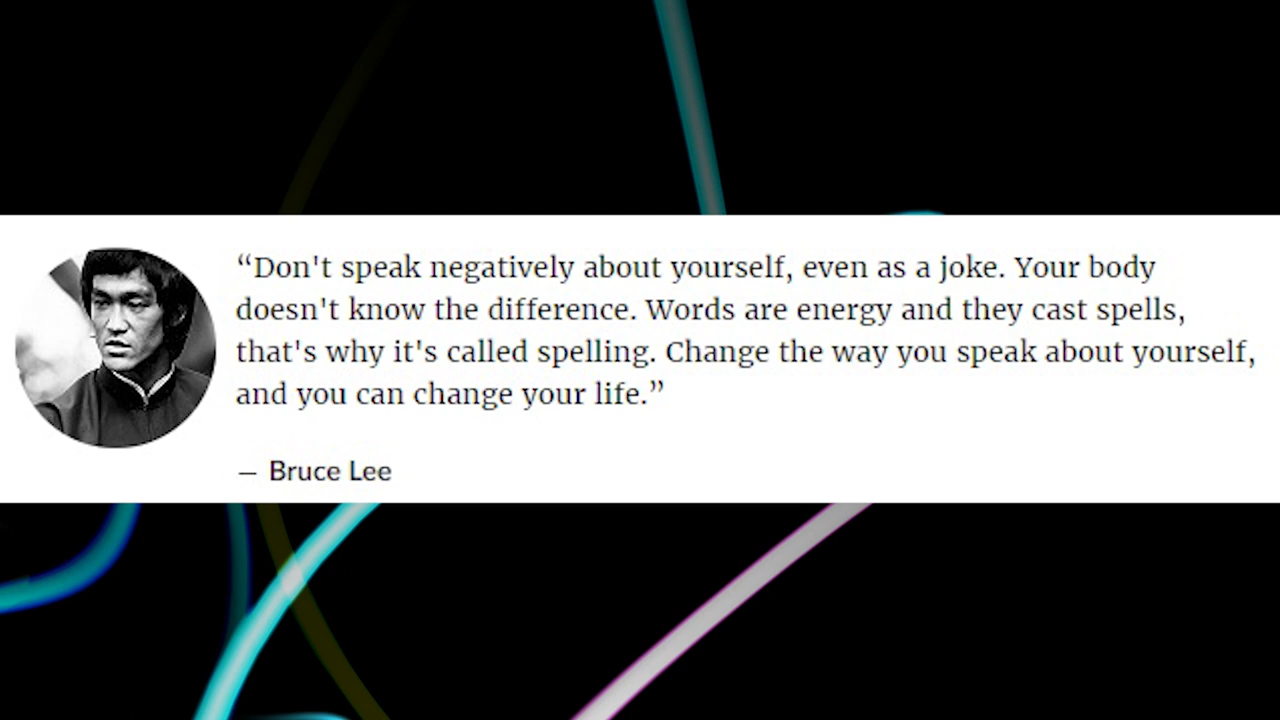 “Don't speak negatively about yourself, even as a joke. Your body
doesn't know the difference. Words are energy and they cast spells,
that's why it's called spelling. Change the way you speak about yourself,
and you can change your life.”
— Bruce Lee